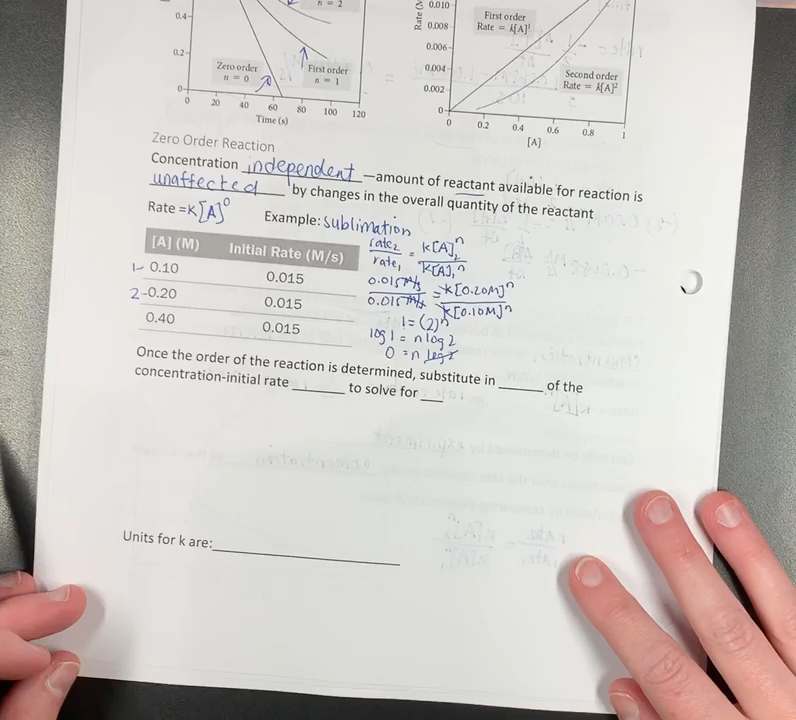 n = 2
0.4
0.2
0
Zero order
n = 0
First order
n = 1
0 20 40 60 80 100 120
Time (s)
0.010
0.008
0.006
0.004
0.002
0
First order
Rate = k[A]¹
Second order
Rate = k[A]²
0 0.2 0.4 0.6 0.8 1
[A]
Zero Order Reaction
Concentration independent —amount of reactant available for reaction is
unaffected by changes in the overall quantity of the reactant
Rate = K[A]⁰ Example: sublimation
[A] (M) Initial Rate (M/s)
1- 0.10 0.015
2- 0.20 0.015
0.40 0.015
rate₂ / rate₁ = K[A]₂ⁿ / K[A]₁ⁿ
0.015 M/s / 0.015 M/s = K[0.20M]ⁿ / K[0.10M]ⁿ
1 = (2)ⁿ
log 1 = n log 2
0 = n log 2
Once the order of the reaction is determined, substitute in ______ of the
concentration-initial rate _______ to solve for ___
Units for k are: